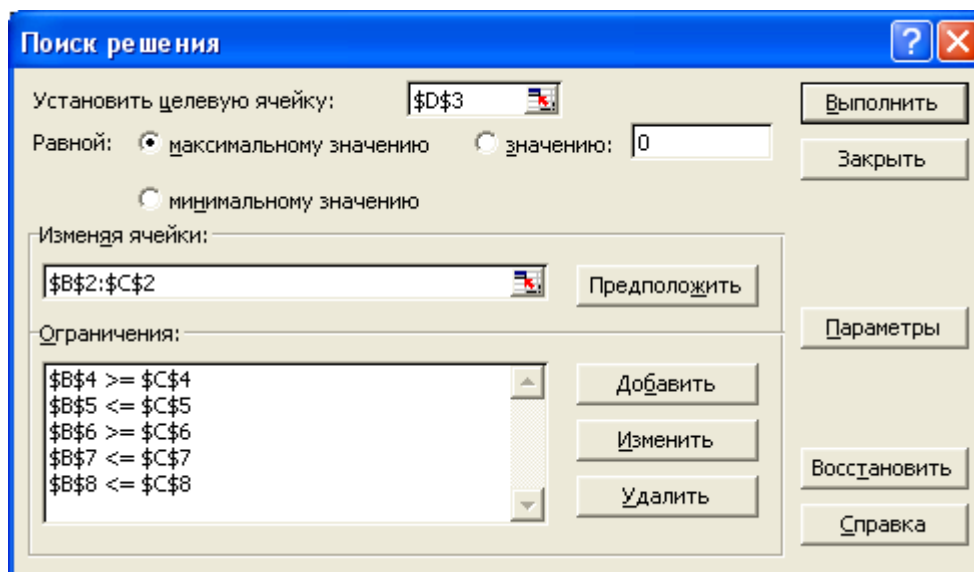 Поиск решения
Установить целевую ячейку: $D$3
Выполнить
Равной: максимальному значению значению: 0
Закрыть
минимальному значению
Изменяя ячейки:
$B$2:$C$2
Предположить
Параметры
Ограничения:
$B$4 >= $C$4
$B$5 <= $C$5
$B$6 >= $C$6
$B$7 <= $C$7
$B$8 <= $C$8
Добавить
Изменить
Удалить
Восстановить
Справка